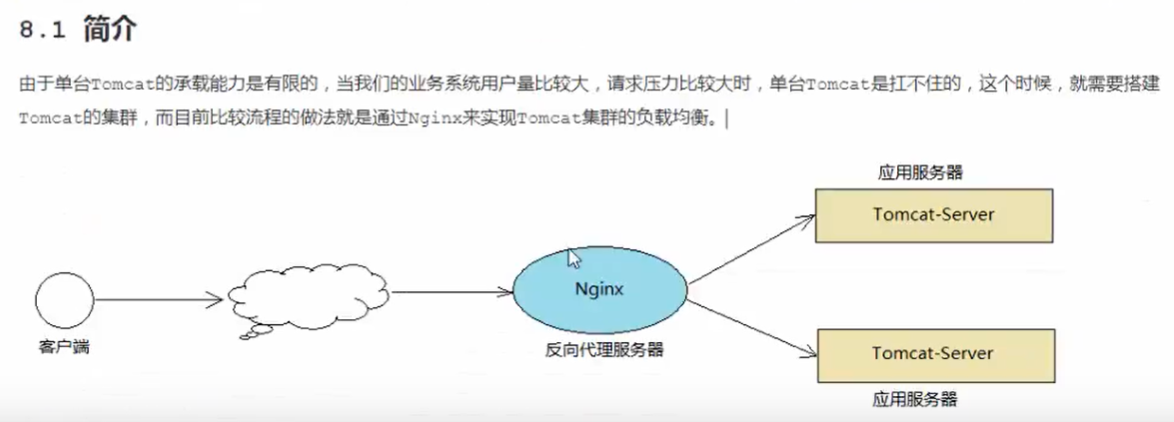 8.1 简介
由于单台Tomcat的承载能力是有限的，当我们的业务系统用户量比较大，请求压力比较大时，单台Tomcat是扛不住的，这个时候，就需要搭建
Tomcat的集群，而目前比较流程的做法就是通过Nginx来实现Tomcat集群的负载均衡。
应用服务器
Tomcat-Server
Nginx
客户端
反向代理服务器
Tomcat-Server
应用服务器